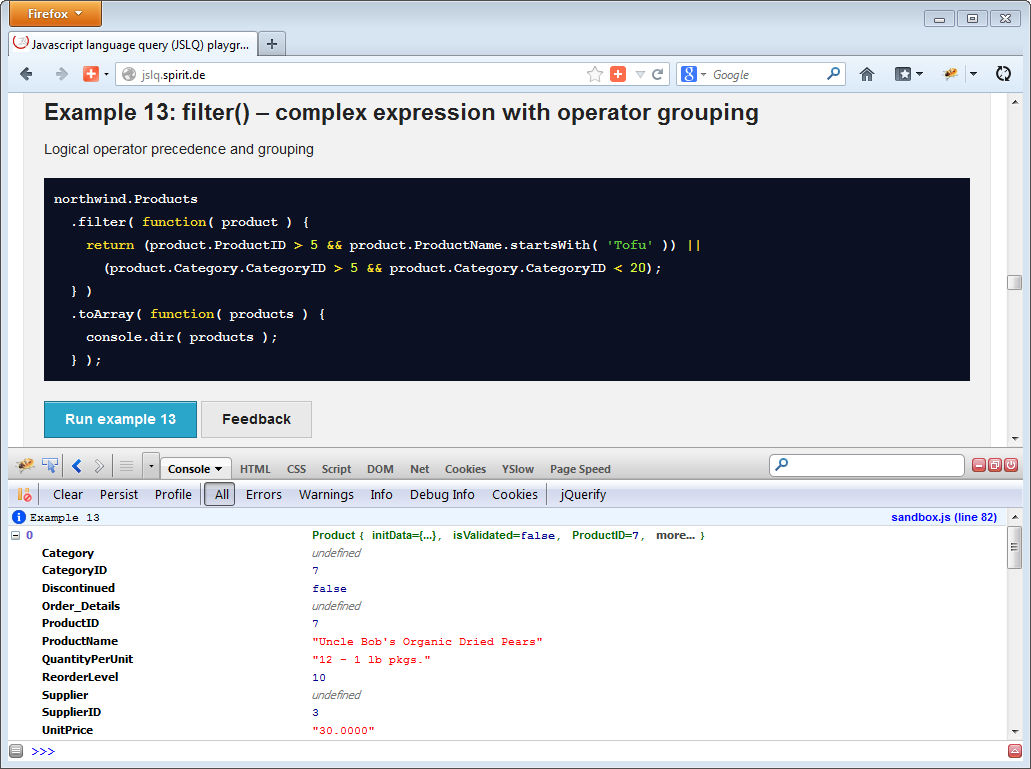 Firefox
Javascript language query (JSLQ) playgr...
jslq.spirit.de
Google
Example 13: filter() – complex expression with operator grouping
Logical operator precedence and grouping
northwind.Products
.filter( function( product ) {
return (product.ProductID > 5 && product.ProductName.startsWith( 'Tofu' )) ||
(product.Category.CategoryID > 5 && product.Category.CategoryID < 20);
} )
.toArray( function( products ) {
console.dir( products );
} );
Run example 13 Feedback
Console HTML CSS Script DOM Net Cookies YSlow Page Speed
Clear Persist Profile All Errors Warnings Info Debug Info Cookies jQuerify
Example 13 sandbox.js (line 82)
0 Product { initData={...}, isValidated=false, ProductID=7, more... }
Category undefined
CategoryID 7
Discontinued false
Order_Details undefined
ProductID 7
ProductName "Uncle Bob's Organic Dried Pears"
QuantityPerUnit "12 - 1 lb pkgs."
ReorderLevel 10
Supplier undefined
SupplierID 3
UnitPrice "30.0000"
>>>